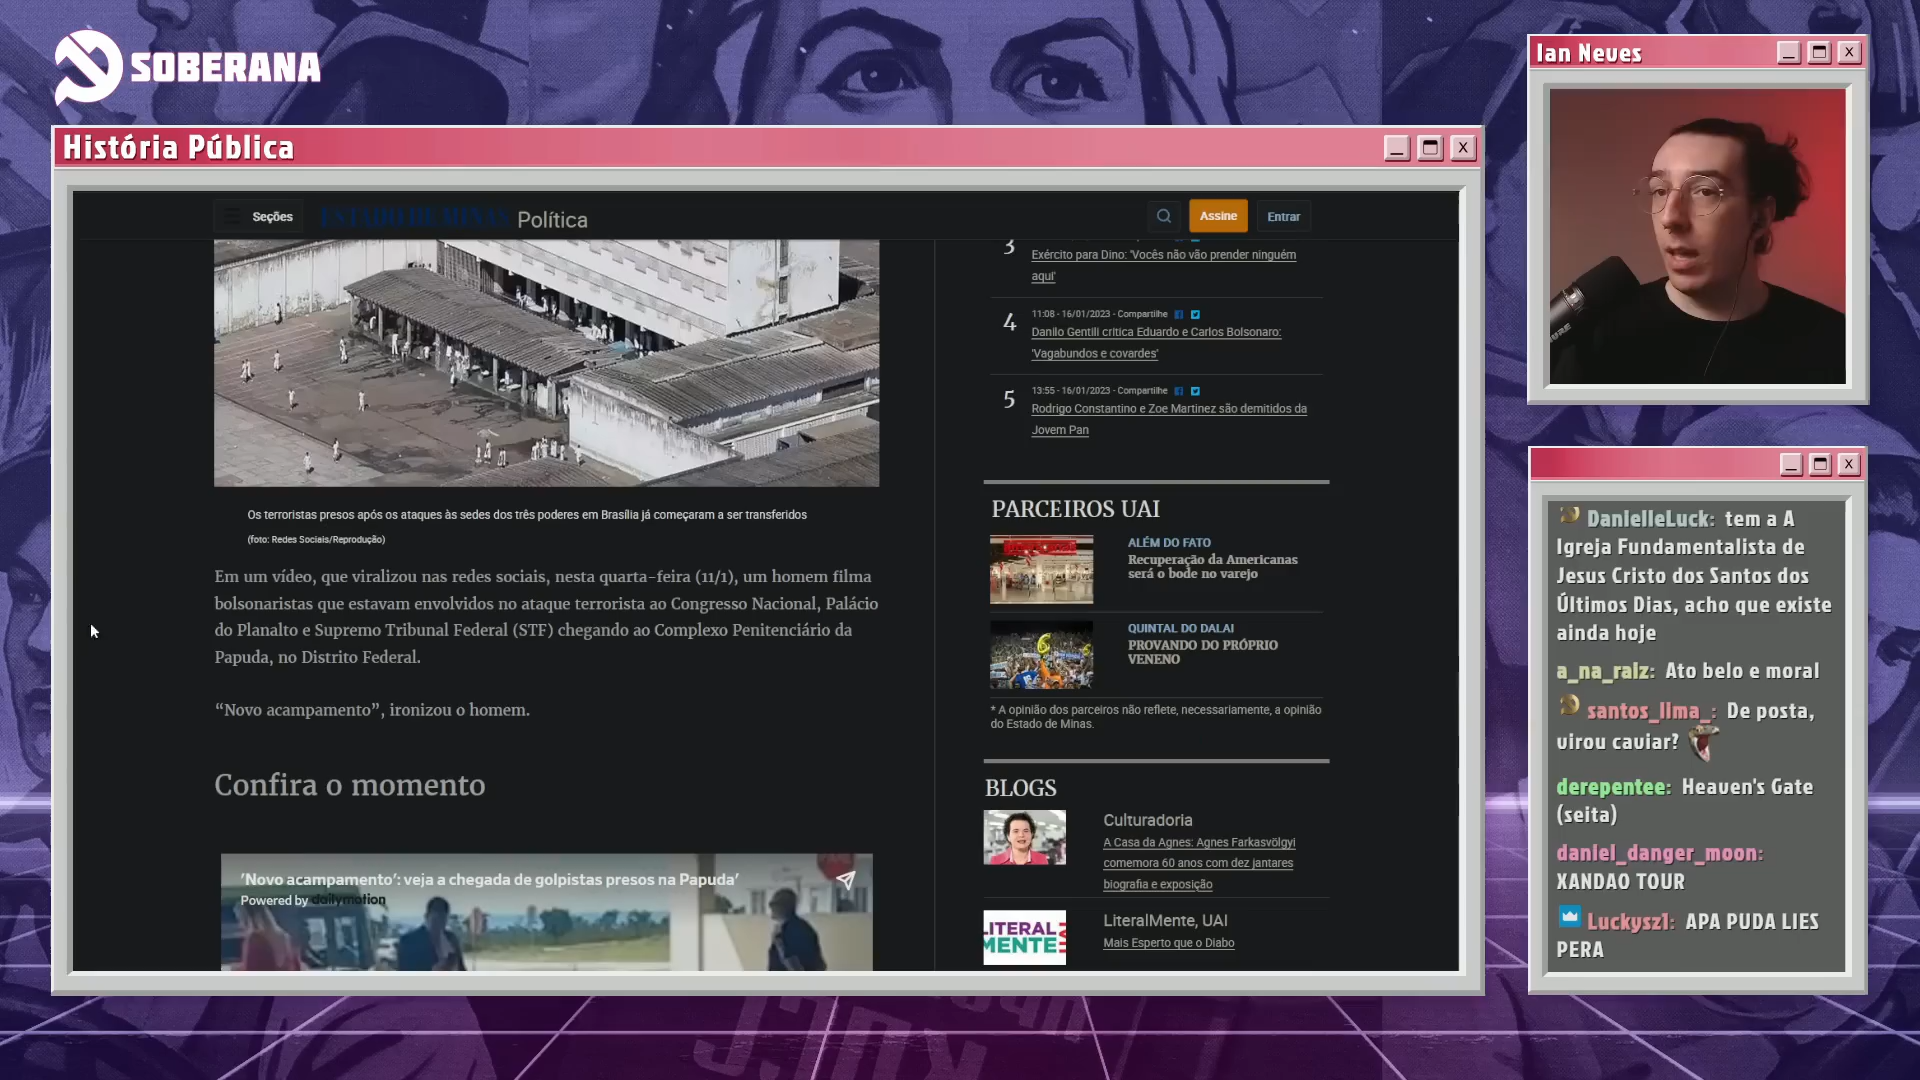 SOBERANA
História Pública
Seções
ESTADO DE MINAS
Política
Assine
Entrar
Os terroristas presos após os ataques às sedes dos três poderes em Brasília já começaram a ser transferidos
(foto: Redes Sociais/Reprodução)
Em um vídeo, que viralizou nas redes sociais, nesta quarta-feira (11/1), um homem filma
bolsonaristas que estavam envolvidos no ataque terrorista ao Congresso Nacional, Palácio
do Planalto e Supremo Tribunal Federal (STF) chegando ao Complexo Penitenciário da
Papuda, no Distrito Federal.
“Novo acampamento”, ironizou o homem.
Confira o momento
'Novo acampamento': veja a chegada de golpistas presos na Papuda'
Powered by dailymotion
3
Exército para Dino: 'Vocês não vão prender ninguém
aqui'
4
11:08 - 16/01/2023 - Compartilhe
Danilo Gentili critica Eduardo e Carlos Bolsonaro:
'Vagabundos e covardes'
5
13:55 - 16/01/2023 - Compartilhe
Rodrigo Constantino e Zoe Martinez são demitidos da
Jovem Pan
PARCEIROS UAI
ALÉM DO FATO
Recuperação da Americanas
será o bode no varejo
QUINTAL DO DALAI
PROVANDO DO PRÓPRIO
VENENO
* A opinião dos parceiros não reflete, necessariamente, a opinião
do Estado de Minas.
BLOGS
Culturadoria
A Casa da Agnes: Agnes Farkasvölgyi
comemora 60 anos com dez jantares
biografia e exposição
LITERAL
MENTE
UAI
LiteralMente, UAI
Mais Esperto que o Diabo
Ian Neves
DanielleLuck: tem a A
Igreja Fundamentalista de
Jesus Cristo dos Santos dos
Últimos Dias, acho que existe
ainda hoje
a_na_raiz: Ato belo e moral
santos_lima_: De posta,
virou caviar?
derepentee: Heaven's Gate
(seita)
daniel_danger_moon:
XANDAO TOUR
Luckysz1: APA PUDA LIES
PERA